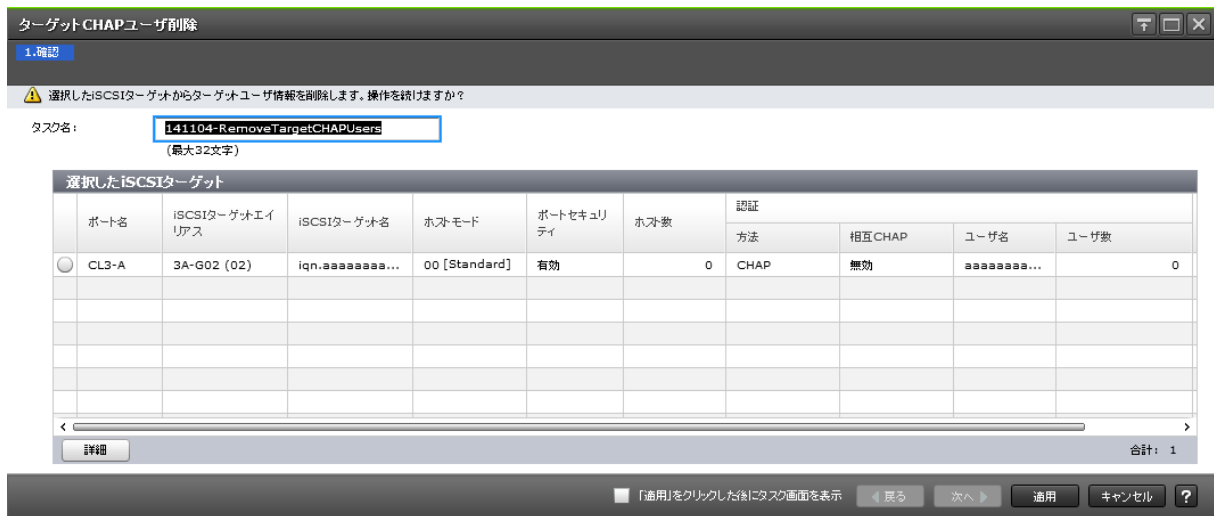 ターゲットCHAPユーザ削除
1.確認
選択したiSCSIターゲットからターゲットユーザ情報を削除します。操作を続けますか？
タスク名：
141104-RemoveTargetCHAPUsers
(最大32文字)
選択したiSCSIターゲット
ポート名 iSCSIターゲットエイリアス iSCSIターゲット名 ホストモード ポートセキュリティ ホスト数 認証
方法 相互CHAP ユーザ名 ユーザ数
CL3-A 3A-G02 (02) iqn.aaaaaaaa... 00 [Standard] 有効 0 CHAP 無効 aaaaaaaa... 0
詳細 合計： 1
「適用」をクリックした後にタスク画面を表示 戻る 次へ 適用 キャンセル ?